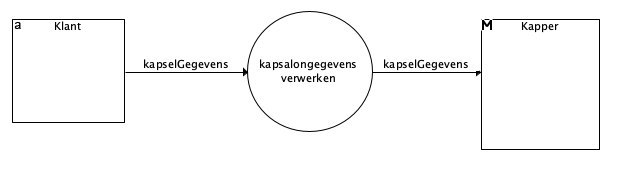 a
Klant
kapselGegevens
kapsalongegevens
verwerken
kapselGegevens
M
Kapper